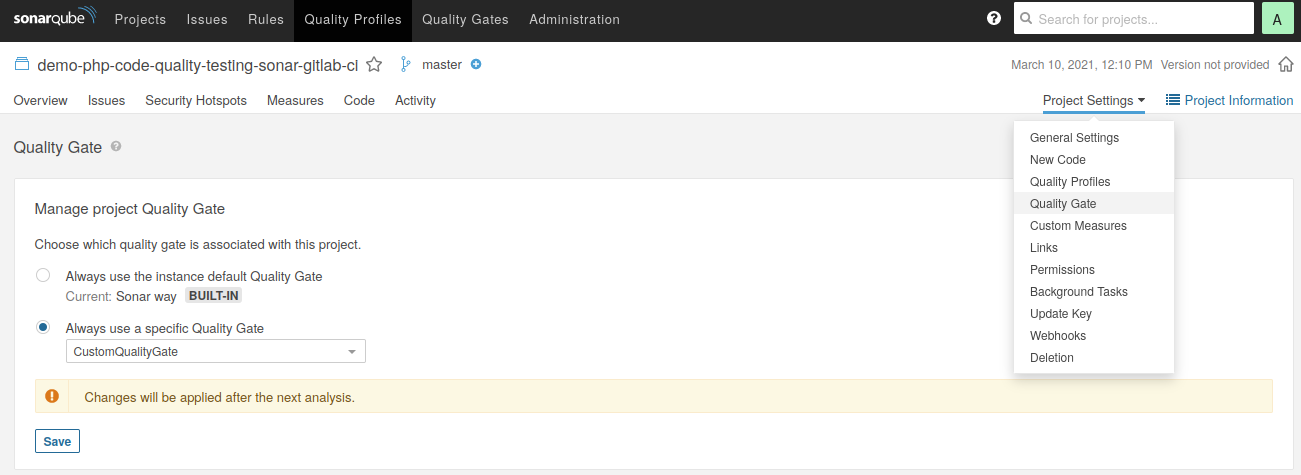 sonarqube Projects Issues Rules Quality Profiles Quality Gates Administration ? Search for projects... A
demo-php-code-quality-testing-sonar-gitlab-ci master March 10, 2021, 12:10 PM Version not provided
Overview Issues Security Hotspots Measures Code Activity Project Settings Project Information
General Settings
New Code
Quality Profiles
Quality Gate
Custom Measures
Links
Permissions
Background Tasks
Update Key
Webhooks
Deletion
Quality Gate ?
Manage project Quality Gate
Choose which quality gate is associated with this project.
Always use the instance default Quality Gate
Current: Sonar way BUILT-IN
Always use a specific Quality Gate
CustomQualityGate
Changes will be applied after the next analysis.
Save